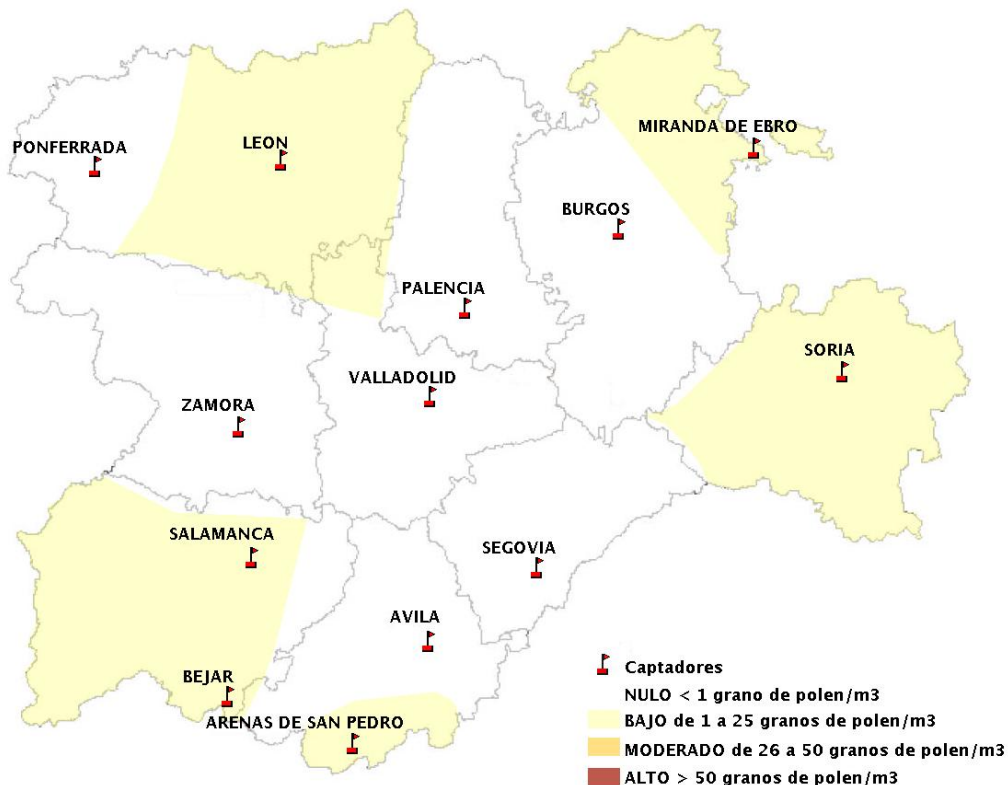 LEON
MIRANDA DE EBRO
PONFERRADA
BURGOS
PALENCIA
SORIA
VALLADOLID
ZAMORA
SALAMANCA
SEGOVIA
AVILA
BEJAR
ARENAS DE SAN PEDRO
Captadores
NULO < 1 grano de polen/m3
BAJO de 1 a 25 granos de polen/m3
MODERADO de 26 a 50 granos de polen/m3
ALTO > 50 granos de polen/m3